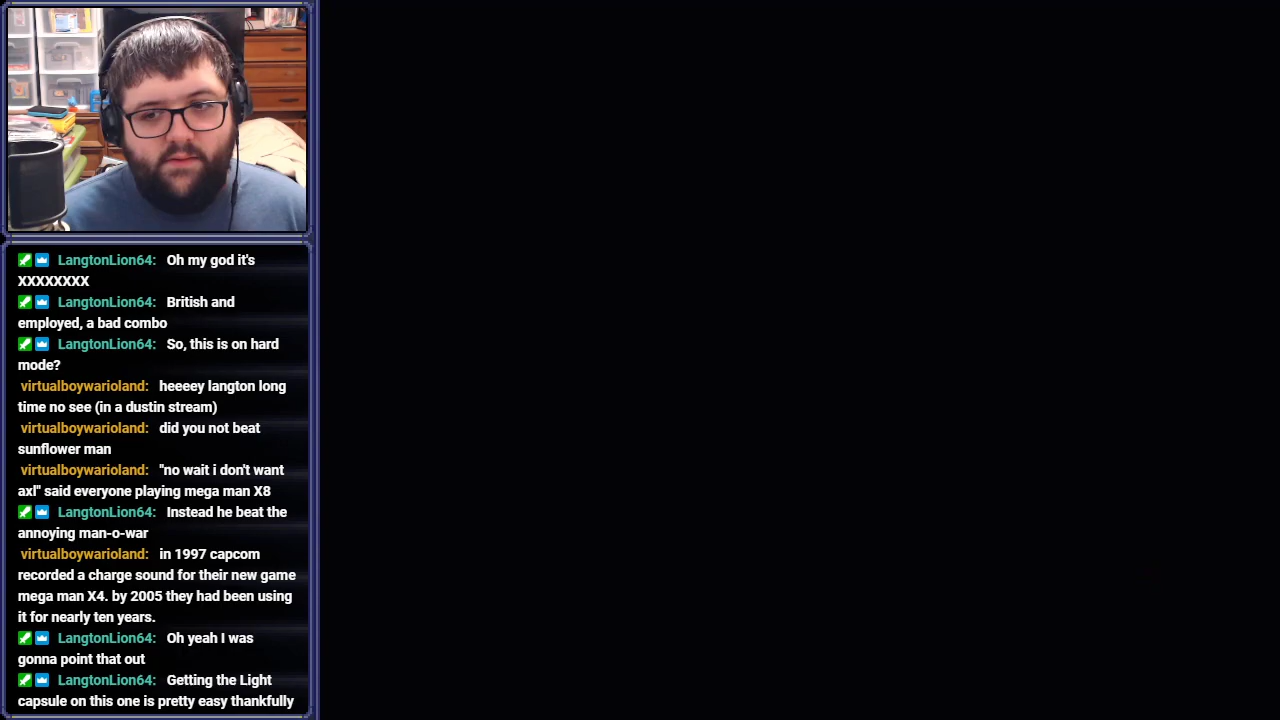 LangtonLion64: Oh my god it's
XXXXXXXX
LangtonLion64: British and
employed, a bad combo
LangtonLion64: So, this is on hard
mode?
virtualboywarioland: heeeey langton long
time no see (in a dustin stream)
virtualboywarioland: did you not beat
sunflower man
virtualboywarioland: "no wait i don't want
axl" said everyone playing mega man X8
LangtonLion64: Instead he beat the
annoying man-o-war
virtualboywarioland: in 1997 capcom
recorded a charge sound for their new game
mega man X4. by 2005 they had been using
it for nearly ten years.
LangtonLion64: Oh yeah I was
gonna point that out
LangtonLion64: Getting the Light
capsule on this one is pretty easy thankfully